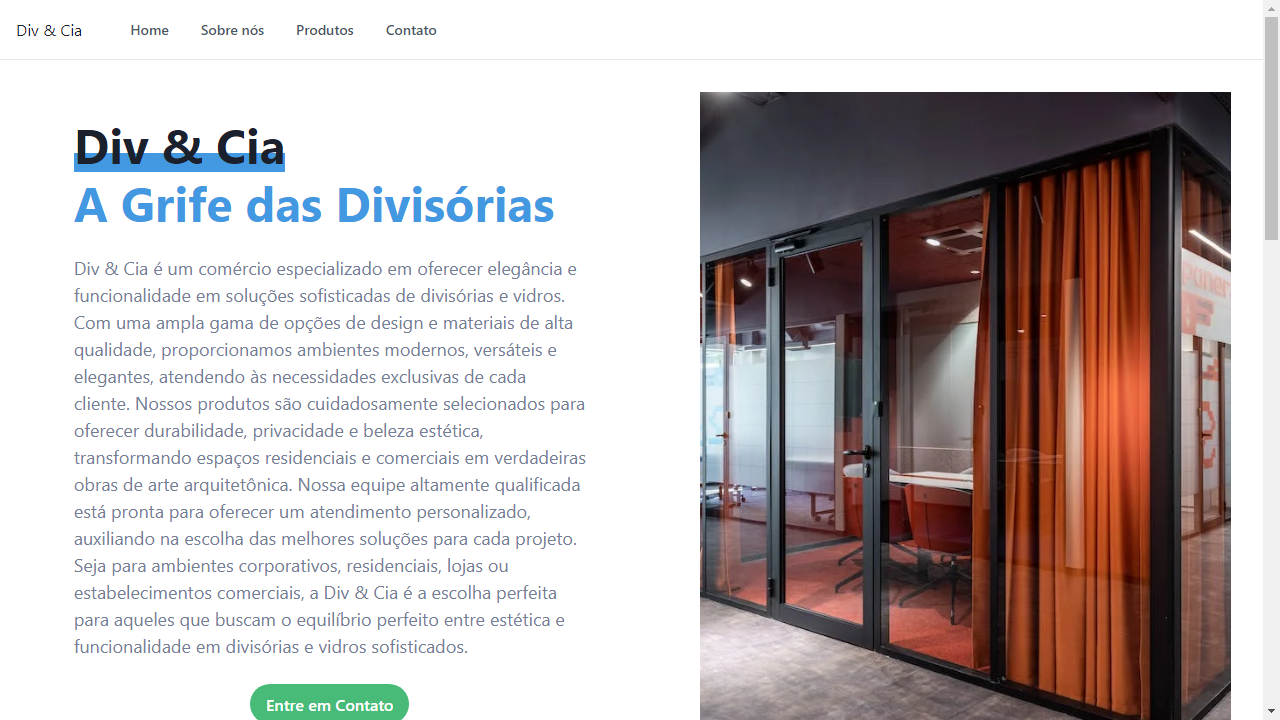 Div & Cia
Home
Sobre nós
Produtos
Contato
Div & Cia
A Grife das Divisórias
Div & Cia é um comércio especializado em oferecer elegância e
funcionalidade em soluções sofisticadas de divisórias e vidros.
Com uma ampla gama de opções de design e materiais de alta
qualidade, proporcionamos ambientes modernos, versáteis e
elegantes, atendendo às necessidades exclusivas de cada
cliente. Nossos produtos são cuidadosamente selecionados para
oferecer durabilidade, privacidade e beleza estética,
transformando espaços residenciais e comerciais em verdadeiras
obras de arte arquitetônica. Nossa equipe altamente qualificada
está pronta para oferecer um atendimento personalizado,
auxiliando na escolha das melhores soluções para cada projeto.
Seja para ambientes corporativos, residenciais, lojas ou
estabelecimentos comerciais, a Div & Cia é a escolha perfeita
para aqueles que buscam o equilíbrio perfeito entre estética e
funcionalidade em divisórias e vidros sofisticados.
Entre em Contato